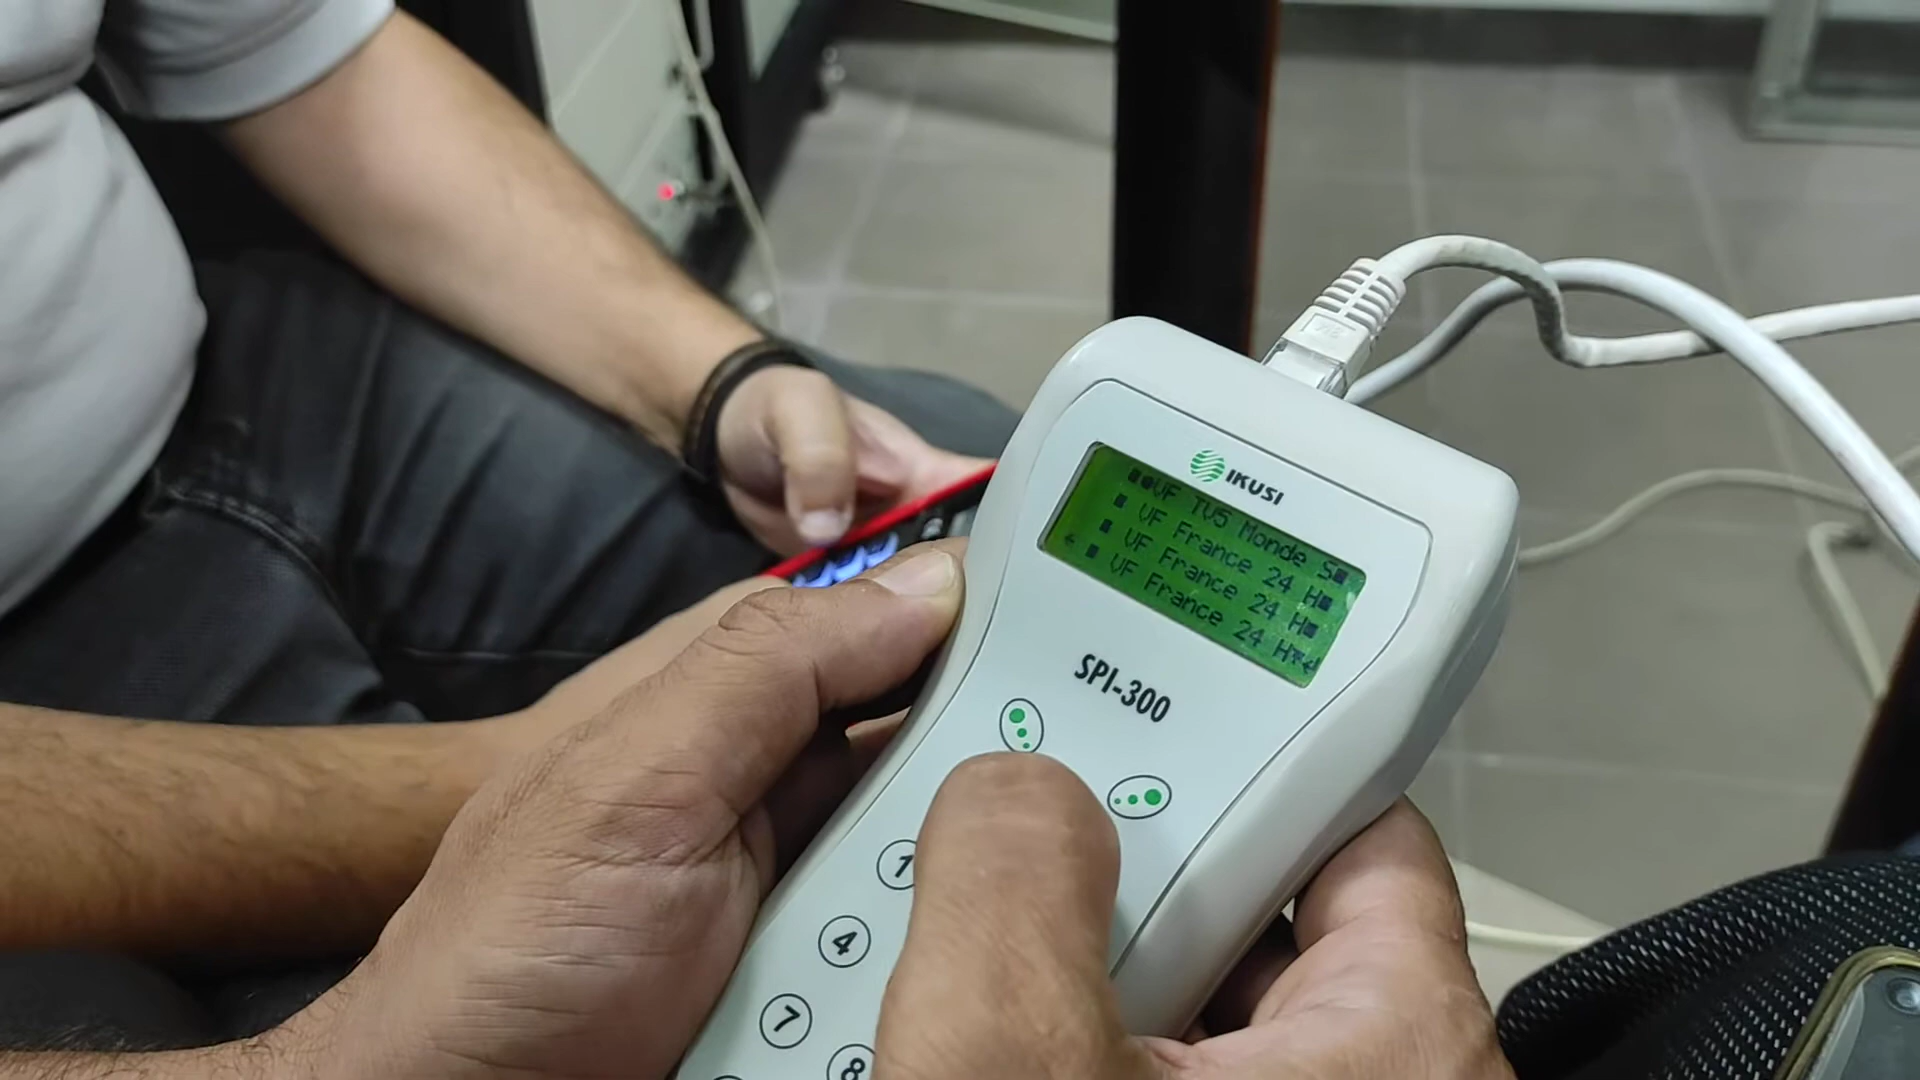 IKUSI
VF TV5 Monde S
VF France 24 H
VF France 24 H
VF France 24 H
SPI-300
1
4
7
8